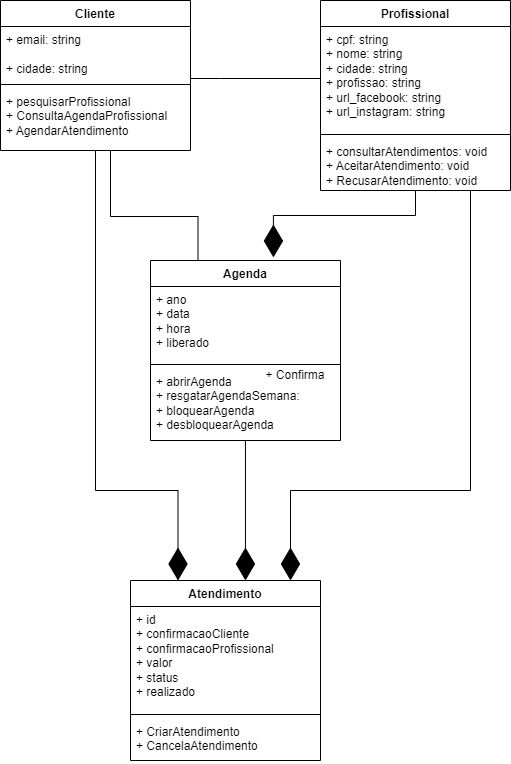 Cliente
+ email: string
+ cidade: string
+ pesquisarProfissional
+ ConsultaAgendaProfissional
+ AgendarAtendimento
Profissional
+ cpf: string
+ nome: string
+ cidade: string
+ profissao: string
+ url_facebook: string
+ url_instagram: string
+ consultarAtendimentos: void
+ AceitarAtendimento: void
+ RecusarAtendimento: void
Agenda
+ ano
+ data
+ hora
+ liberado
+ Confirma
+ abrirAgenda
+ resgatarAgendaSemana:
+ bloquearAgenda
+ desbloquearAgenda
Atendimento
+ id
+ confirmacaoCliente
+ confirmacaoProfissional
+ valor
+ status
+ realizado
+ CriarAtendimento
+ CancelaAtendimento